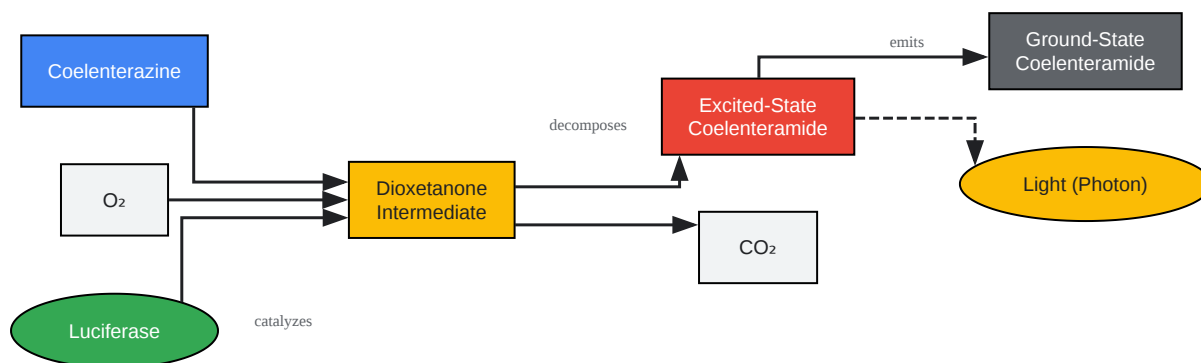 Coelenterazine
O₂
Luciferase
catalyzes
Dioxetanone
Intermediate
decomposes
CO₂
Excited-State
Coelenteramide
emits
Ground-State
Coelenteramide
Light (Photon)